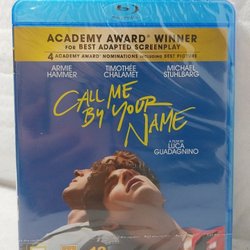 ACADEMY AWARD® WINNER
FOR BEST ADAPTED SCREENPLAY
4 ACADEMY AWARD® NOMINATIONS INCLUDING BEST PICTURE
ARMIE HAMMER
TIMOTHÉE CHALAMET
MICHAEL STUHLBARG
CALL ME
BY YOUR
NAME
A FILM BY
LUCA
GUADAGNINO